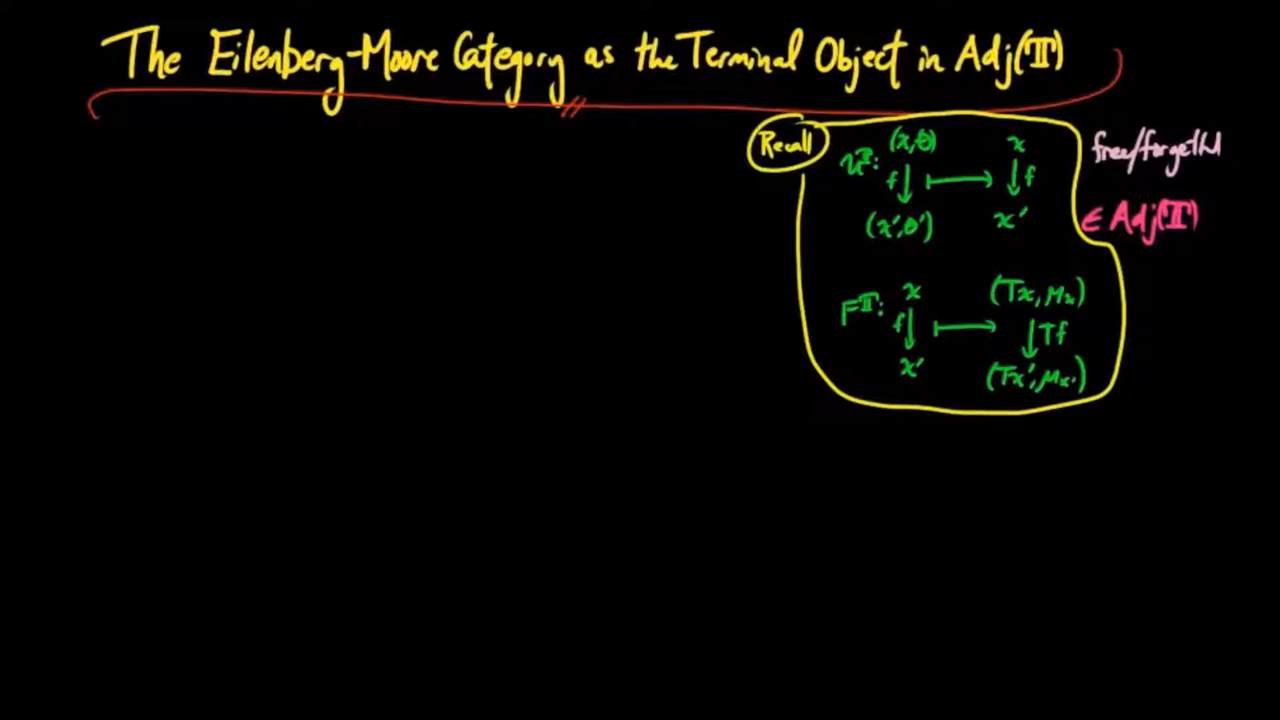 The Eilenberg-Moore Category as the Terminal Object in Adj(𝕋)
Recall
U^𝕋: (x,θ) x
f ↓ ⟼ ↓ f
(x',θ') x'
free/forgetful
∈ Adj(𝕋)
F^𝕋: x (Tx, μx)
f ↓ ⟼ ↓ Tf
x' (Tx', μx')